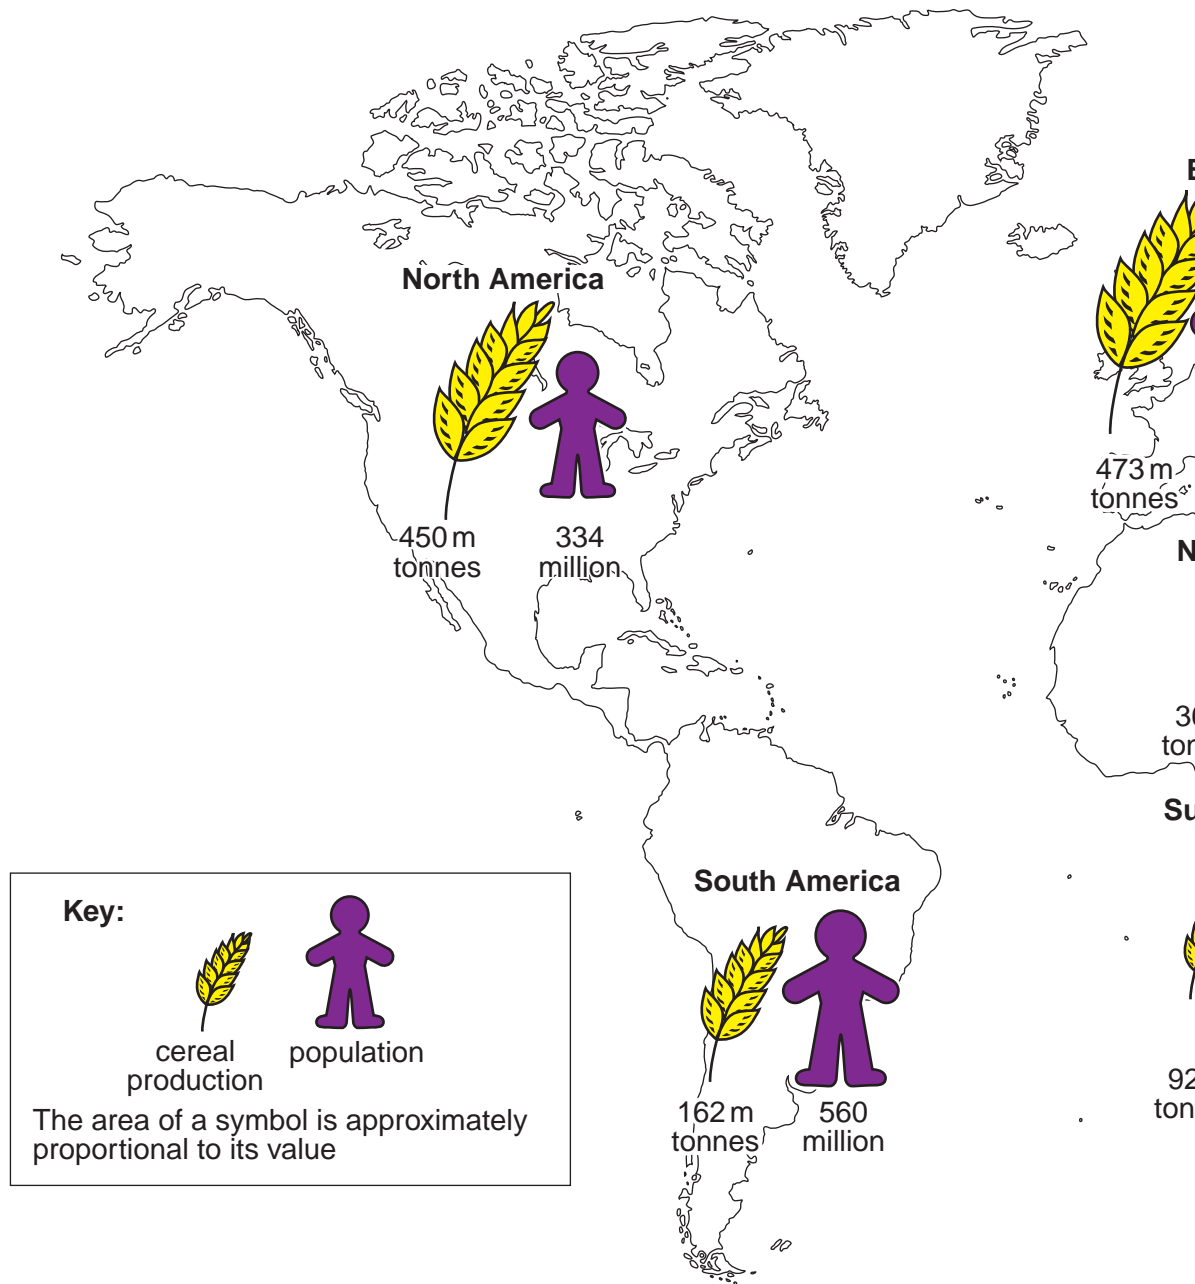 North America
450 m
tonnes
334
million
473 m
tonnes
South America
162 m
tonnes
560
million
Key:
cereal
production
population
The area of a symbol is approximately
proportional to its value